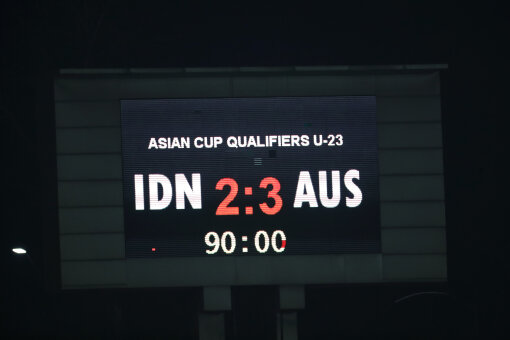 ASIAN CUP QUALIFIERS U-23
IDN 2:3 AUS
90:00